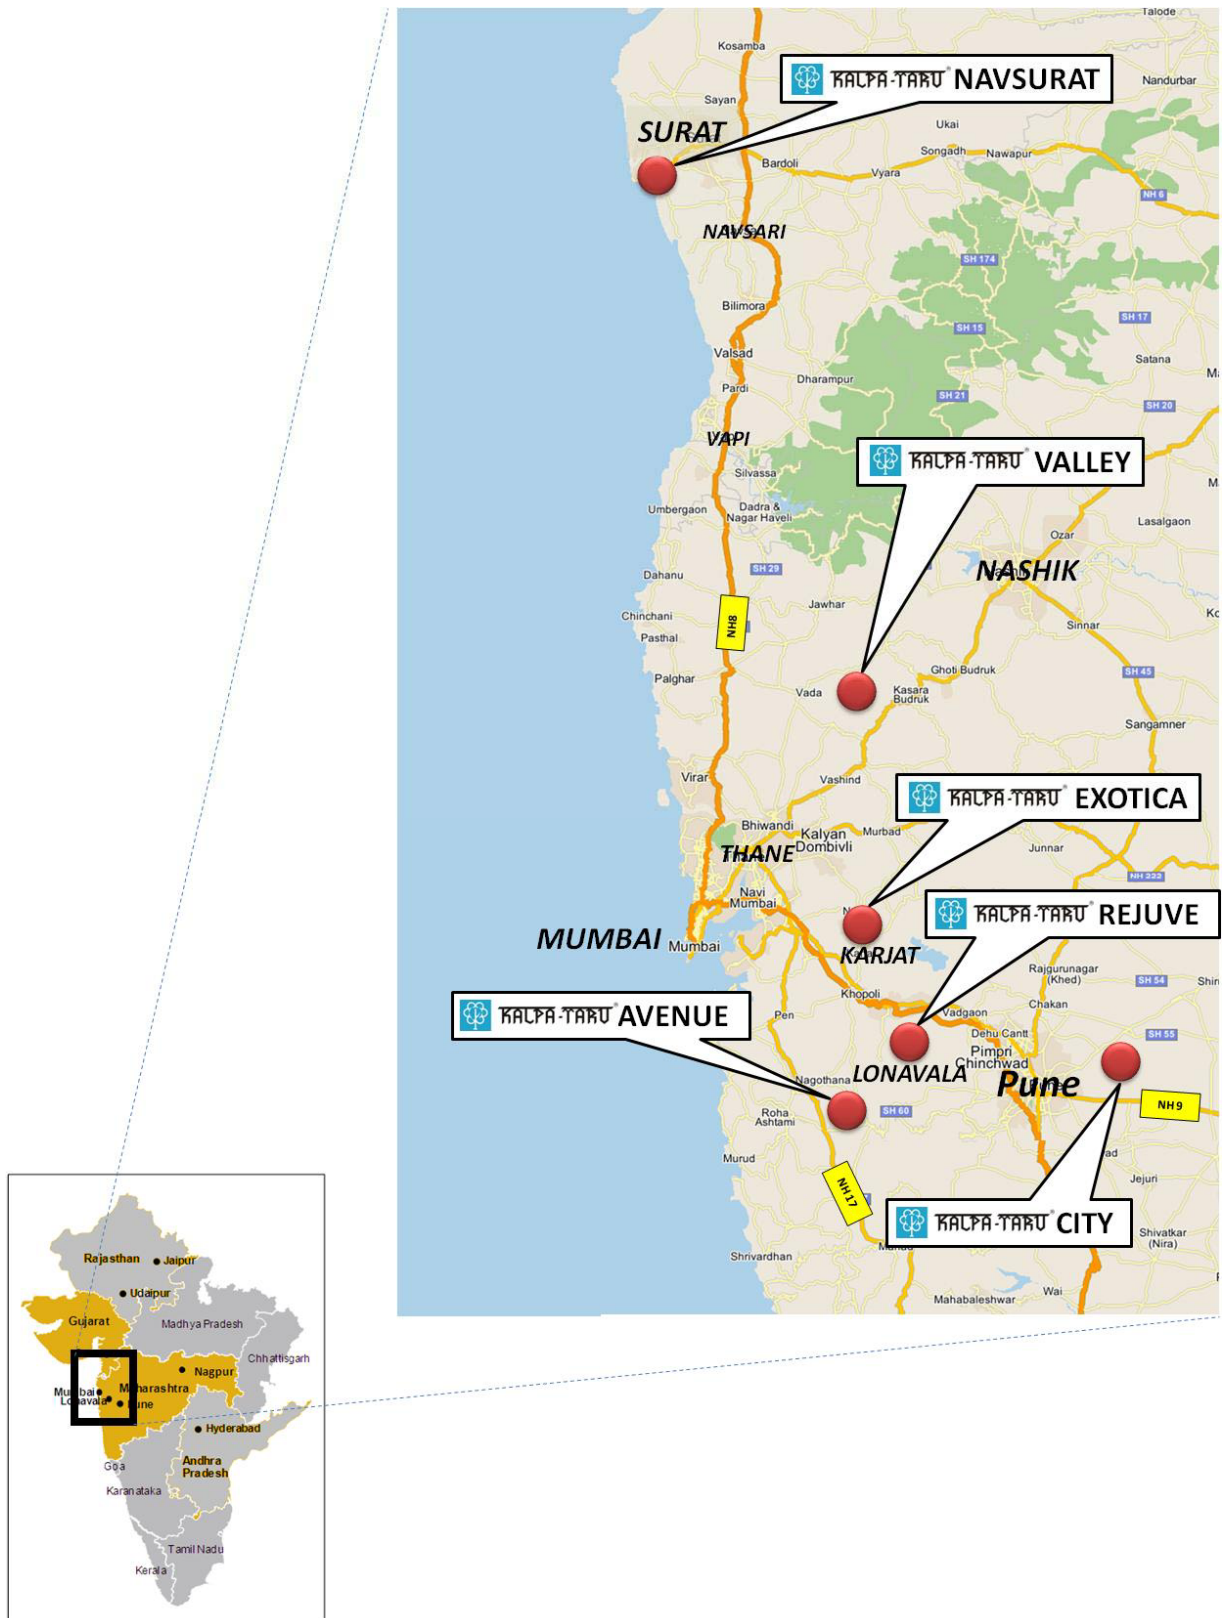 Talode
Kosamba
KALPA-TARU® NAVSURAT
Nandurbar
Sayan
Ukai
SURAT
Songadh
Nawapur
Bardoli
Vyara
NH 6
NAVSARI
SH 174
Bilimora
SH 17
SH 15
Valsad
Satana
Pardi
Dharampur
SH 21
SH 20
VAPI
KALPA-TARU® VALLEY
Silvassa
Umbergaon
Dadra &
Nagar Haveli
Lasalgaon
Ozar
Dahanu
SH 29
NASHIK
Jawhar
Chinchani
NH8
Sinnar
Pasthal
Palghar
Ghoti Budruk
SH 45
Vada
Kasara
Budruk
Sangamner
Virar
Vashind
KALPA-TARU® EXOTICA
Bhiwandi
Kalyan
Dombivli
Murbad
THANE
Junnar
NH 222
Navi
Mumbai
KALPA-TARU® REJUVE
MUMBAI
Mumbai
KARJAT
Rajgurunagar
(Khed)
SH 54
Khopoli
Chakan
KALPA-TARU® AVENUE
Pen
Vadgaon
Dehu Cantt
SH 55
Pimpri
Chinchwad
LONAVALA
Nagothana
Pune
NH 9
Roha
Ashtami
SH 60
Murud
NH 17
Jejuri
KALPA-TARU® CITY
Shivatkar
(Nira)
Shrivardhan
Mahabaleshwar
Wai
Rajasthan
Jaipur
Udaipur
Gujarat
Madhya Pradesh
Chhattisgarh
Nagpur
Maharashtra
Mumbai
Lonavala
Pune
Hyderabad
Andhra
Pradesh
Goa
Karanataka
Tamil Nadu
Kerala